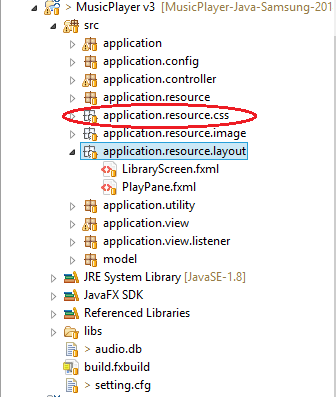 > MusicPlayer v3 [MusicPlayer-Java-Samsung-201
src
application
application.config
application.controller
application.resource
application.resource.css
application.resource.image
application.resource.layout
LibraryScreen.fxml
PlayPane.fxml
application.utility
application.view
application.view.listener
model
JRE System Library [JavaSE-1.8]
JavaFX SDK
Referenced Libraries
> libs
> audio.db
build.fxbuild
> setting.cfg